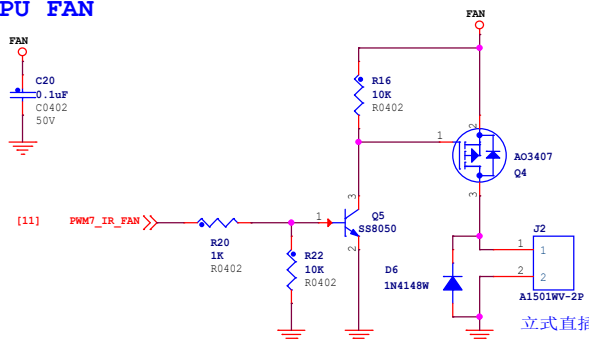 PU FAN
FAN
FAN
C20
0.1uF
C0402
50V
R16
10K
R0402
1
2
3
AO3407
Q4
[11] PWM7_IR_FAN
R20
1K
R0402
1
3
2
Q5
SS8050
R22
10K
R0402
D6
1N4148W
J2
1 1
2 2
A1501WV-2P
立式直插